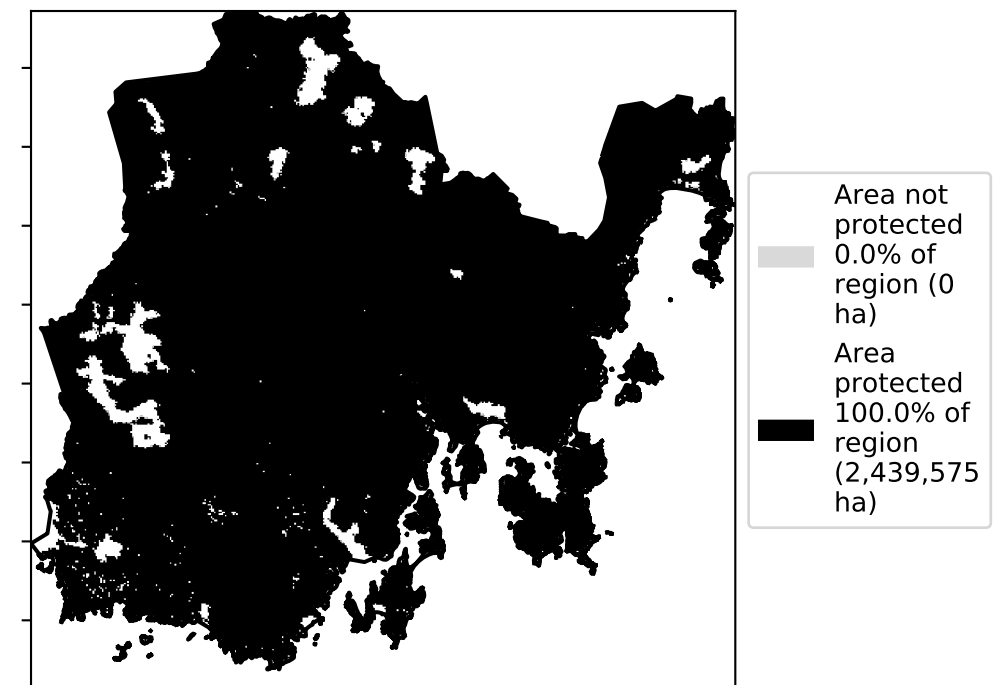 Area not
protected
0.0% of
region (0
ha)
Area
protected
100.0% of
region
(2,439,575
ha)